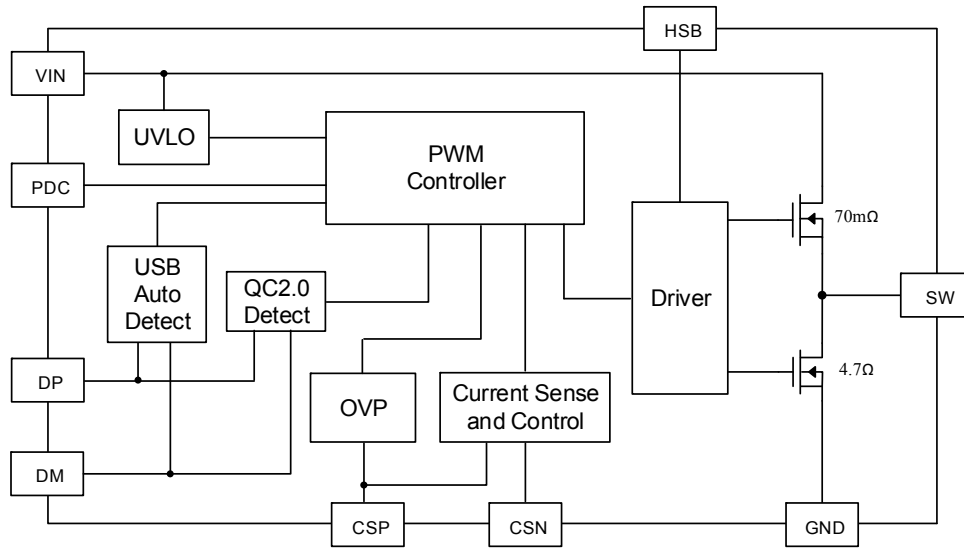 HSB
VIN
UVLO
PWM
Controller
PDC
70mΩ
USB
Auto
Detect
QC2.0
Detect
Driver
SW
DP
4.7Ω
OVP
Current Sense
and Control
DM
CSP
CSN
GND